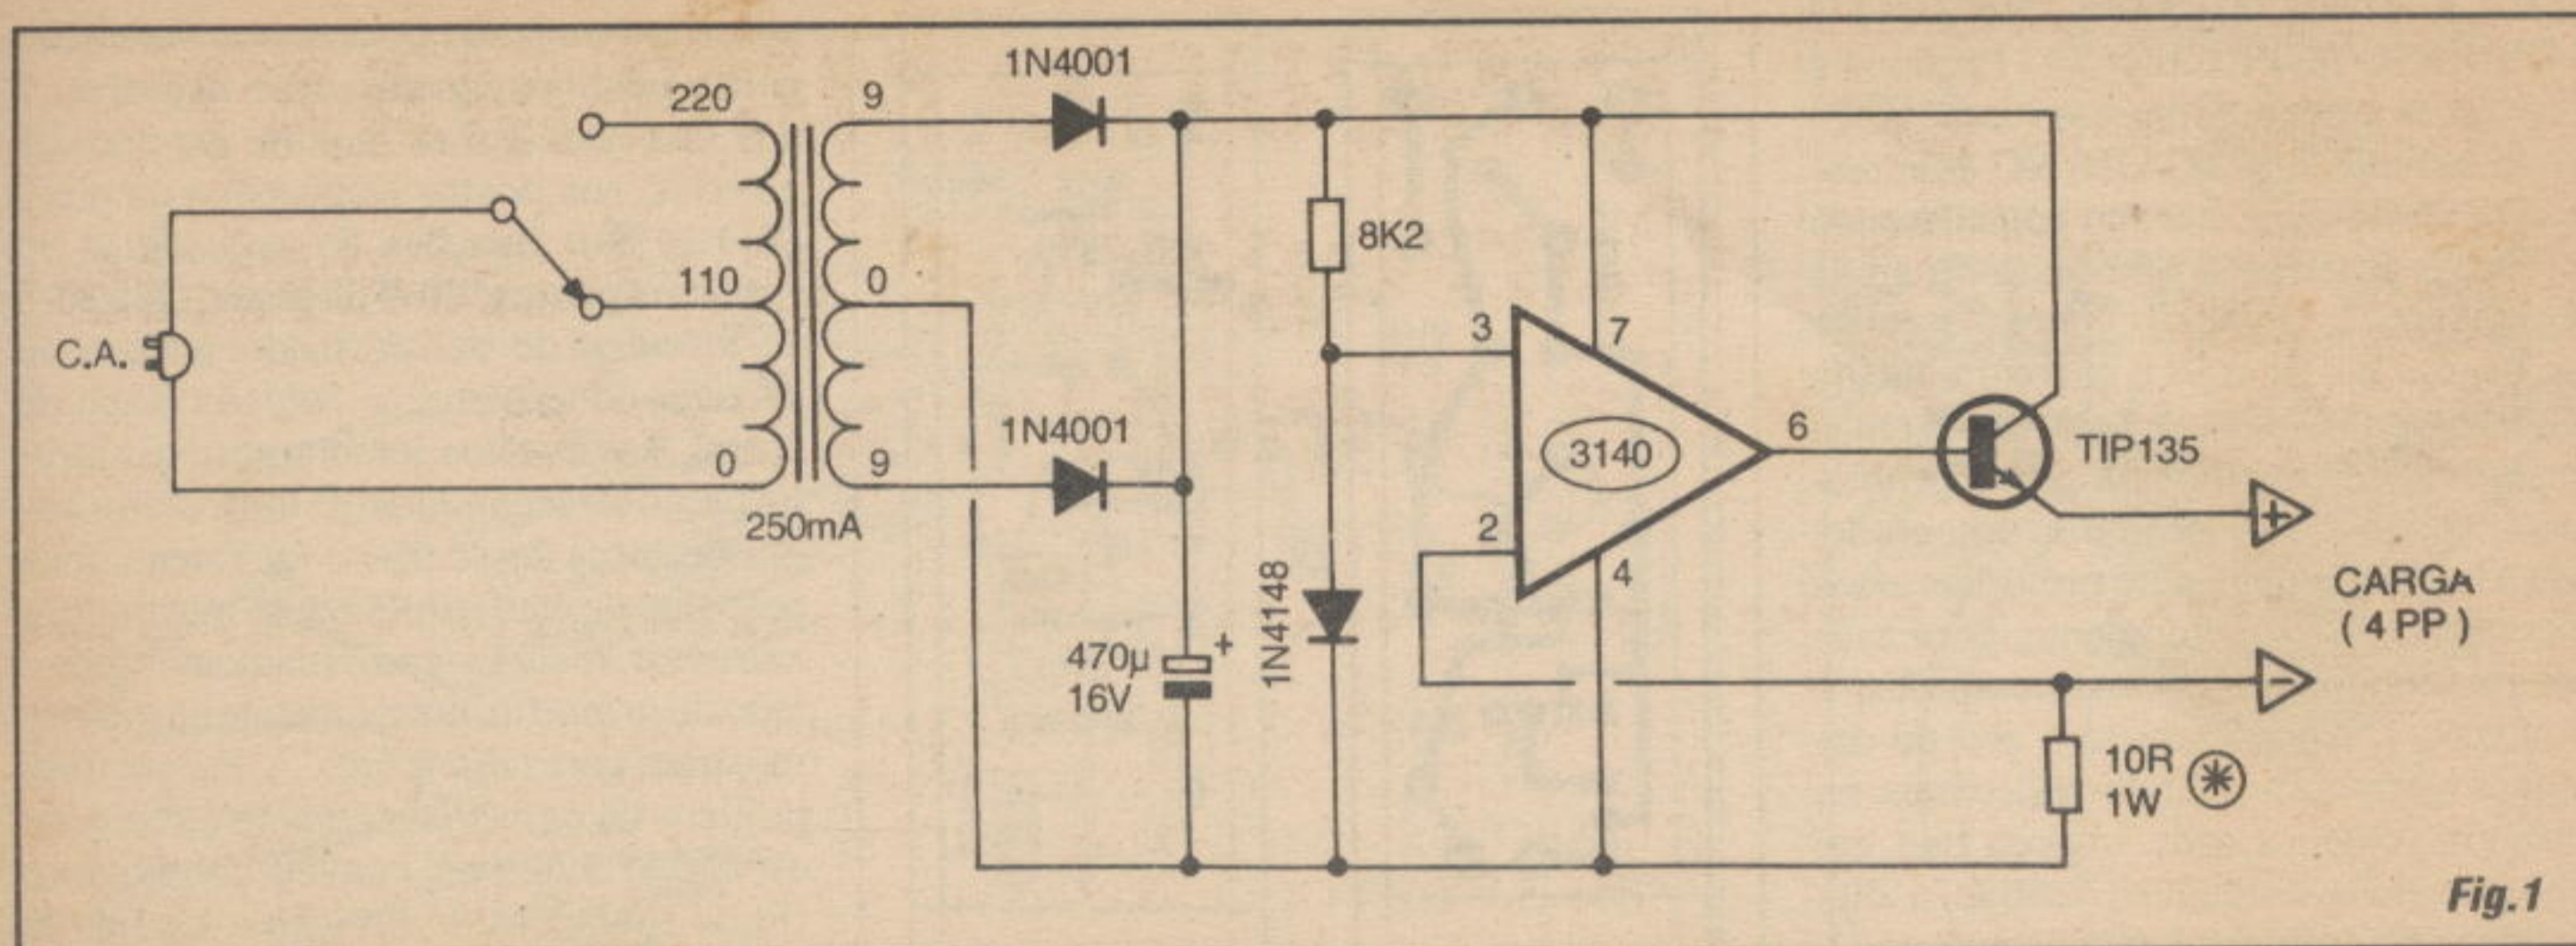 1N4001
220
9
8K2
110
0
3
7
C.A.
1N4001
6
3140
TIP135
0
9
250mA
2
4
1N4148
+
CARGA
( 4 PP )
+
-
470µ
16V
+
10R
1W
Fig.1